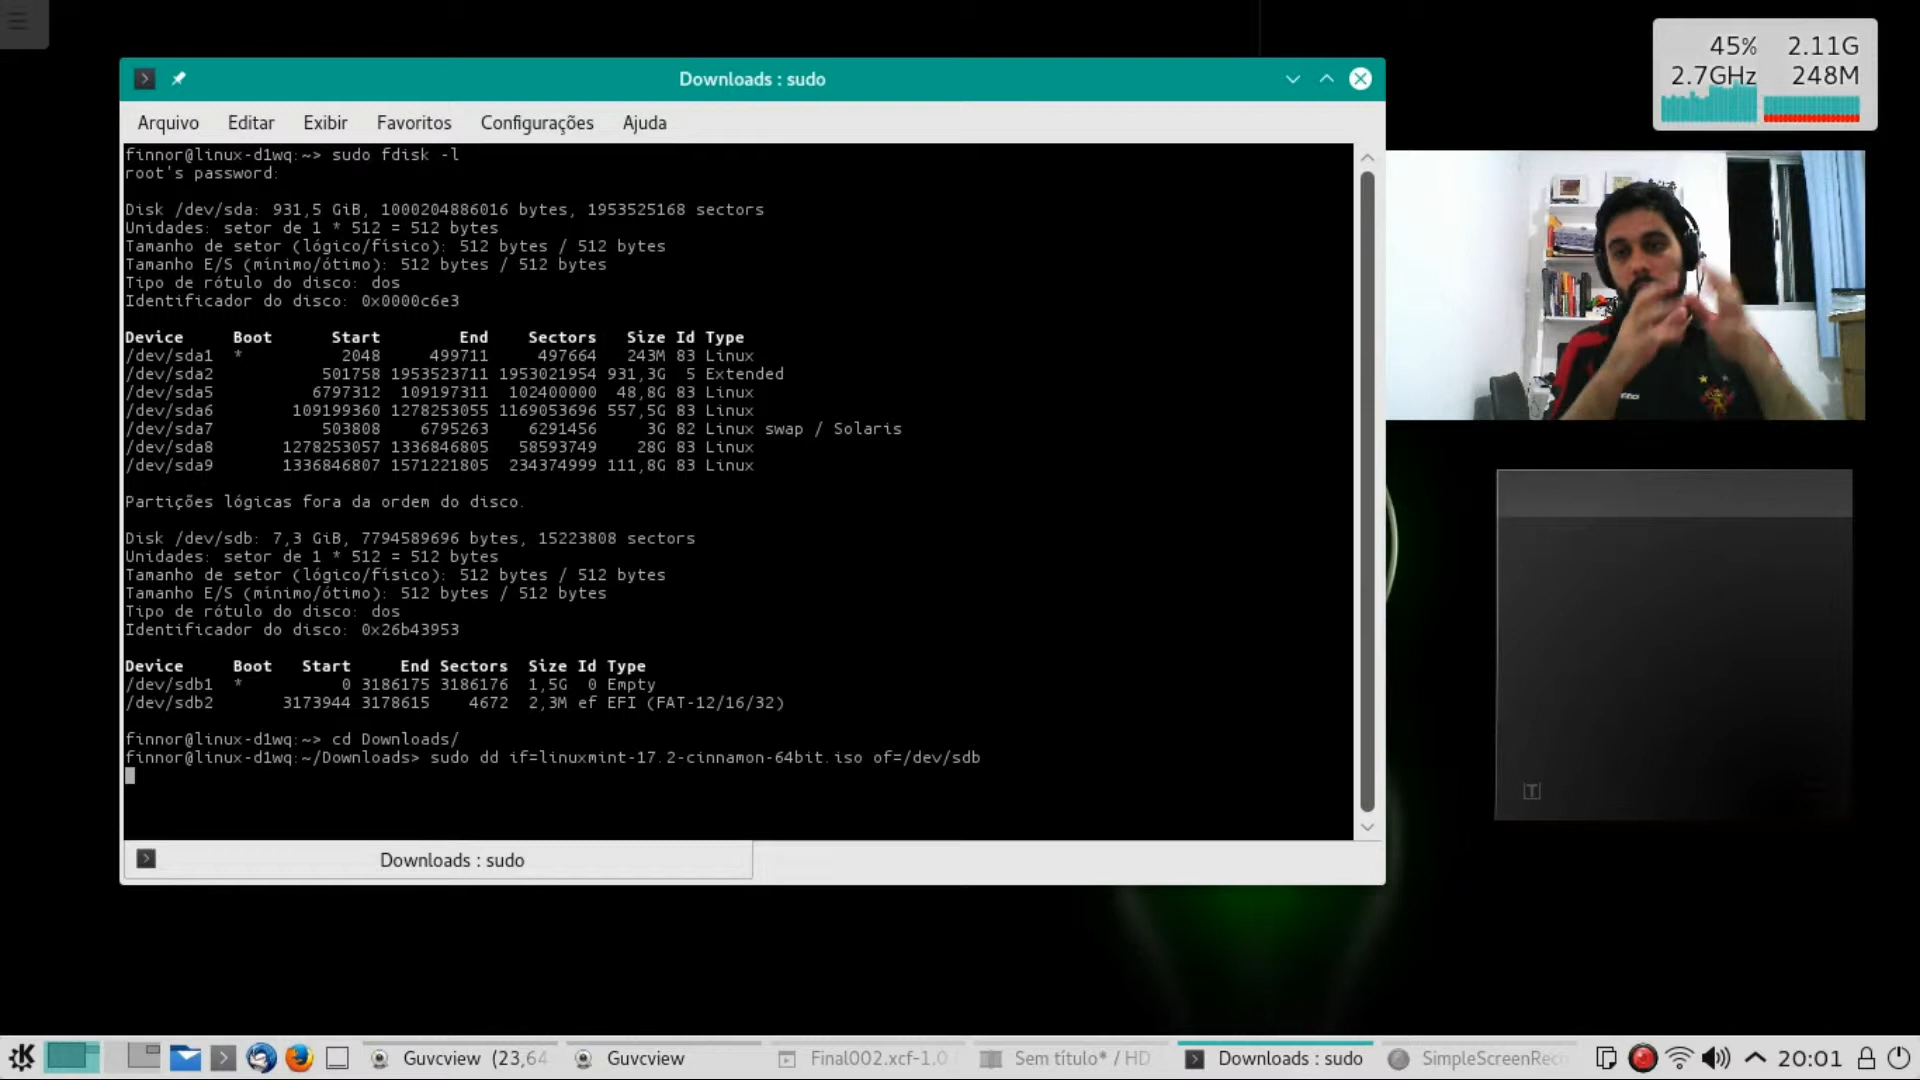 45% 2.11G
2.7GHz 248M
Downloads : sudo
Arquivo Editar Exibir Favoritos Configurações Ajuda
finnor@linux-d1wq:~> sudo fdisk -l
root's password:
Disk /dev/sda: 931,5 GiB, 1000204886016 bytes, 1953525168 sectors
Unidades: setor de 1 * 512 = 512 bytes
Tamanho de setor (lógico/físico): 512 bytes / 512 bytes
Tamanho E/S (mínimo/ótimo): 512 bytes / 512 bytes
Tipo de rótulo do disco: dos
Identificador do disco: 0x0000c6e3
Device Boot Start End Sectors Size Id Type
/dev/sda1 * 2048 499711 497664 243M 83 Linux
/dev/sda2 501758 1953523711 1953021954 931,3G 5 Extended
/dev/sda5 6797312 109197311 102400000 48,8G 83 Linux
/dev/sda6 109199360 1278253055 1169053696 557,5G 83 Linux
/dev/sda7 503808 6795263 6291456 3G 82 Linux swap / Solaris
/dev/sda8 1278253057 1336846805 58593749 28G 83 Linux
/dev/sda9 1336846807 1571221805 234374999 111,8G 83 Linux
Partições lógicas fora da ordem do disco.
Disk /dev/sdb: 7,3 GiB, 7794589696 bytes, 15223808 sectors
Unidades: setor de 1 * 512 = 512 bytes
Tamanho de setor (lógico/físico): 512 bytes / 512 bytes
Tamanho E/S (mínimo/ótimo): 512 bytes / 512 bytes
Tipo de rótulo do disco: dos
Identificador do disco: 0x26b43953
Device Boot Start End Sectors Size Id Type
/dev/sdb1 * 0 3186175 3186176 1,5G 0 Empty
/dev/sdb2 3173944 3178615 4672 2,3M ef EFI (FAT-12/16/32)
finnor@linux-d1wq:~> cd Downloads/
finnor@linux-d1wq:~/Downloads> sudo dd if=linuxmint-17.2-cinnamon-64bit.iso of=/dev/sdb
Downloads : sudo
Guvcview (23,64 Guvcview Final002.xcf-1.0 Sem título* / HD Downloads : sudo SimpleScreenRec 20:01